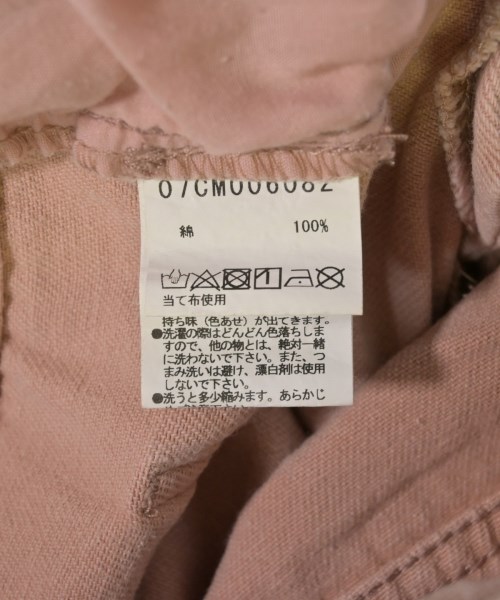 07CM006082
綿 100%
当て布使用
持ち味（色あせ）が出てきます。
●洗濯の際はどんどん色落ちしま
すので、他の物とは、絶対一緒
に洗わないで下さい。また、つ
まみ洗いは避け、漂白剤は使用
しないで下さい。
●洗うと多少縮みます。あらかじ